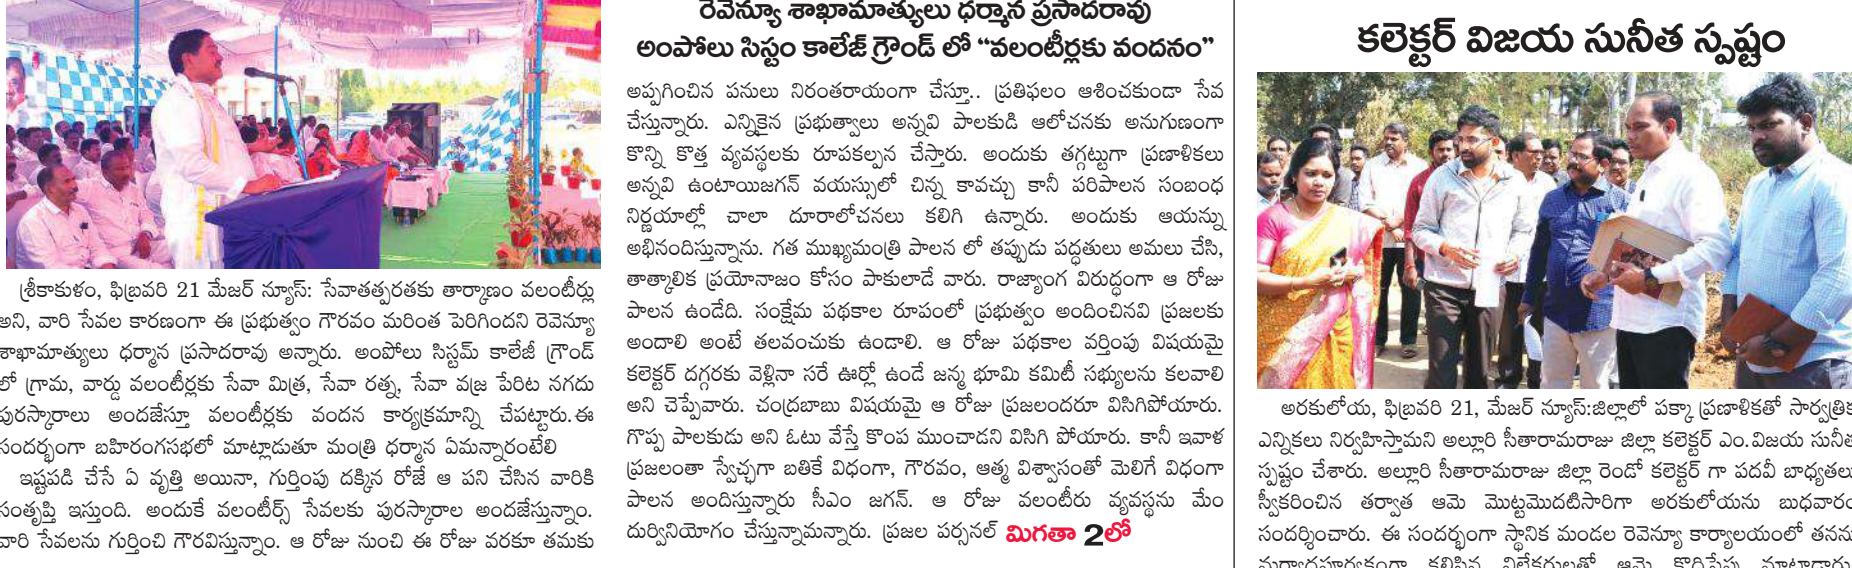 రెవెన్యూ శాఖామాత్యులు ధర్మాన ప్రసాదరావు
అంపోలు సిస్టం కాలేజ్ గ్రౌండ్ లో “వలంటీర్లకు వందనం”
శ్రీకాకుళం, ఫిబ్రవరి 21 మేజర్ న్యూస్: సేవాతత్పరతకు తార్కాణం వలంటీర్లు
అని, వారి సేవల కారణంగా ఈ ప్రభుత్వం గౌరవం మరింత పెరిగిందని రెవెన్యూ
శాఖామాత్యులు ధర్మాన ప్రసాదరావు అన్నారు. అంపోలు సిస్టమ్ కాలేజీ గ్రౌండ్
లో గ్రామ, వార్డు వలంటీర్లకు సేవా మిత్ర, సేవా రత్న, సేవా వజ్ర పేరిట నగదు
పురస్కారాలు అందజేస్తూ వలంటీర్లకు వందన కార్యక్రమాన్ని చేపట్టారు.ఈ
సందర్భంగా బహిరంగసభలో మాట్లాడుతూ మంత్రి ధర్మాన ఏమన్నారంటేలి
ఇష్టపడి చేసే ఏ వృత్తి అయినా, గుర్తింపు దక్కిన రోజే ఆ పని చేసిన వారికి
సంతృప్తి ఇస్తుంది. అందుకే వలంటీర్స్ సేవలకు పురస్కారాల అందజేస్తున్నాం.
వారి సేవలను గుర్తించి గౌరవిస్తున్నాం. ఆ రోజు నుంచి ఈ రోజు వరకూ తమకు
అప్పగించిన పనులు నిరంతరాయంగా చేస్తూ.. ప్రతిఫలం ఆశించకుండా సేవ
చేస్తున్నారు. ఎన్నికైన ప్రభుత్వాలు అన్నవి పాలకుడి ఆలోచనకు అనుగుణంగా
కొన్ని కొత్త వ్యవస్థలకు రూపకల్పన చేస్తారు. అందుకు తగ్గట్టుగా ప్రణాళికలు
అన్నవి ఉంటాయిజగన్ వయస్సులో చిన్న కావచ్చు కానీ పరిపాలన సంబంధ
నిర్ణయాల్లో చాలా దూరాలోచనలు కలిగి ఉన్నారు. అందుకు ఆయన్ను
అభినందిస్తున్నాను. గత ముఖ్యమంత్రి పాలన లో తప్పుడు పద్ధతులు అమలు చేసి,
తాత్కాలిక ప్రయోనాజం కోసం పాకులాడే వారు. రాజ్యాంగ విరుద్ధంగా ఆ రోజు
పాలన ఉండేది. సంక్షేమ పథకాల రూపంలో ప్రభుత్వం అందించినవి ప్రజలకు
అందాలి అంటే తలవంచుకు ఉండాలి. ఆ రోజు పథకాల వర్తింపు విషయమై
కలెక్టర్ దగ్గరకు వెళ్లినా సరే ఊర్లో ఉండే జన్మ భూమి కమిటీ సభ్యులను కలవాలి
అని చెప్పేవారు. చంద్రబాబు విషయమై ఆ రోజు ప్రజలందరూ విసిగిపోయారు.
గొప్ప పాలకుడు అని ఓటు వేస్తే కొంప ముంచాడని విసిగి పోయారు. కానీ ఇవాళ
ప్రజలంతా స్వేచ్ఛగా బతికే విధంగా, గౌరవం, ఆత్మ విశ్వాసంతో మెలిగే విధంగా
పాలన అందిస్తున్నారు సీఎం జగన్. ఆ రోజు వలంటీరు వ్యవస్థను మేం
దుర్వినియోగం చేస్తున్నామన్నారు. ప్రజల పర్సనల్ మిగతా 2లో
కలెక్టర్ విజయ సునీత స్పష్టం
అరకులోయ, ఫిబ్రవరి 21, మేజర్ న్యూస్:జిల్లాలో పక్కా ప్రణాళికతో సార్వత్రిక
ఎన్నికలు నిర్వహిస్తామని అల్లూరి సీతారామరాజు జిల్లా కలెక్టర్ ఎం.విజయ సునీత
స్పష్టం చేశారు. అల్లూరి సీతారామరాజు జిల్లా రెండో కలెక్టర్ గా పదవీ బాధ్యతలు
స్వీకరించిన తర్వాత ఆమె మొట్టమొదటిసారిగా అరకులోయను బుధవారం
సందర్శించారు. ఈ సందర్భంగా స్థానిక మండల రెవెన్యూ కార్యాలయంలో తనను